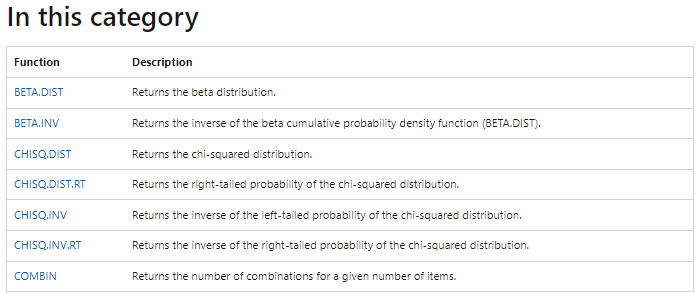 In this category
Function Description
BETA.DIST Returns the beta distribution.
BETA.INV Returns the inverse of the beta cumulative probability density function (BETA.DIST).
CHISQ.DIST Returns the chi-squared distribution.
CHISQ.DIST.RT Returns the right-tailed probability of the chi-squared distribution.
CHISQ.INV Returns the inverse of the left-tailed probability of the chi-squared distribution.
CHISQ.INV.RT Returns the inverse of the right-tailed probability of the chi-squared distribution.
COMBIN Returns the number of combinations for a given number of items.